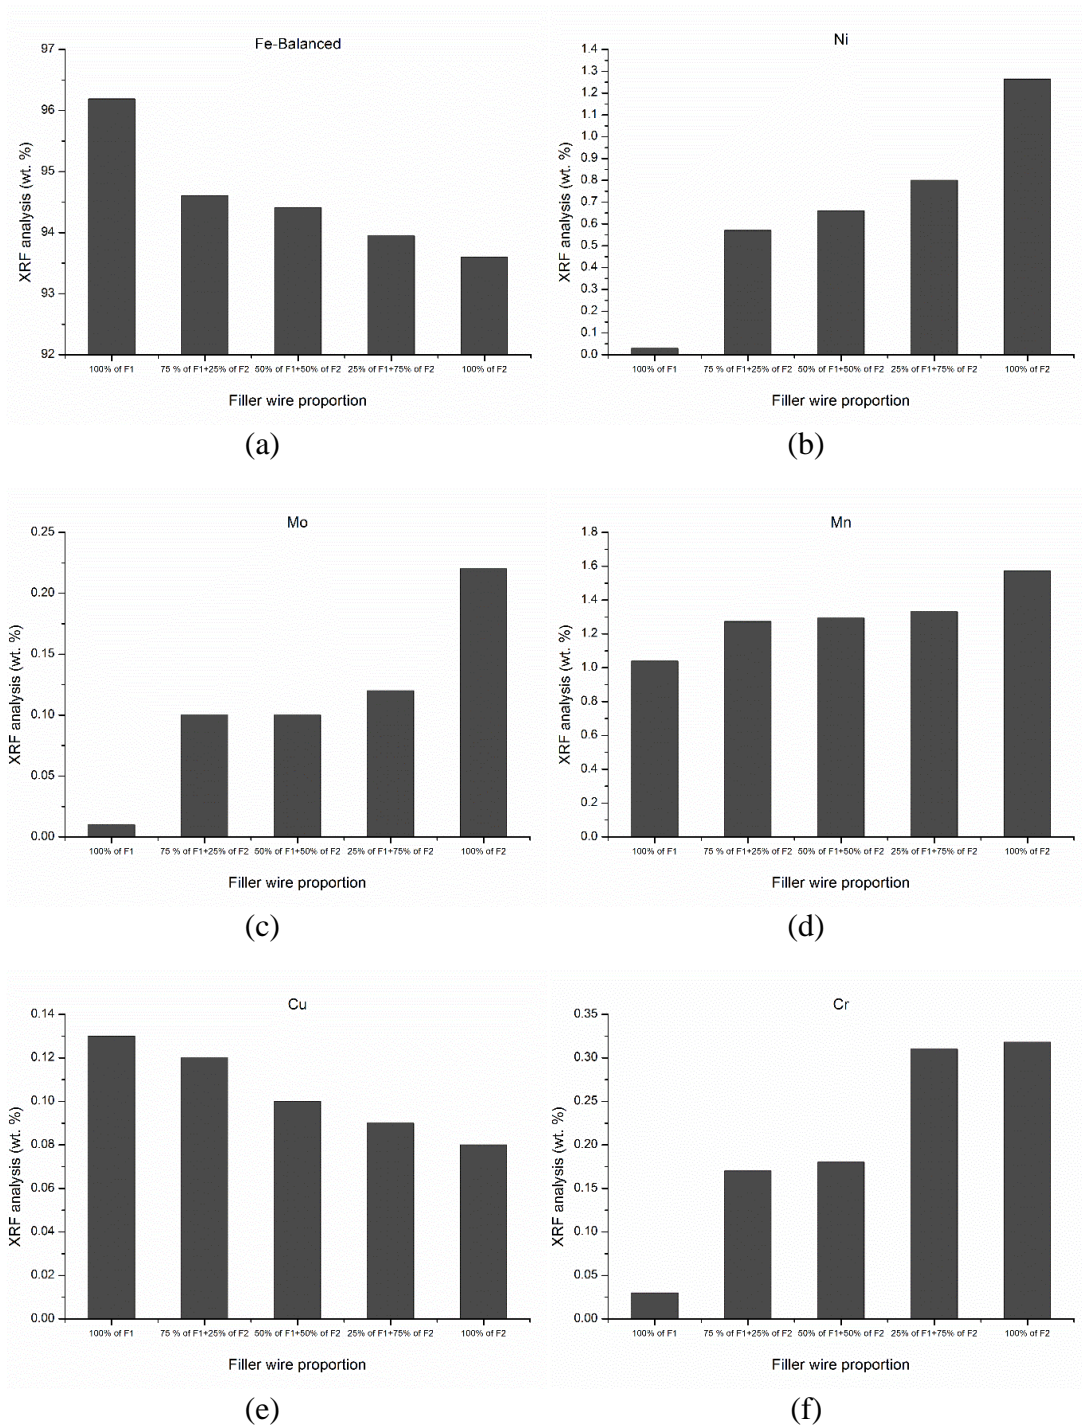 Fe-Balanced
XRF analysis (wt. %)
97
96
95
94
93
92
100% of F1 75 % of F1+25% of F2 50% of F1+50% of F2 25% of F1+75% of F2 100% of F2
Filler wire proportion
(a)
Ni
XRF analysis (wt. %)
1.4
1.3
1.2
1.1
1.0
0.9
0.8
0.7
0.6
0.5
0.4
0.3
0.2
0.1
0.0
100% of F1 75 % of F1+25% of F2 50% of F1+50% of F2 25% of F1+75% of F2 100% of F2
Filler wire proportion
(b)
Mo
XRF analysis (wt. %)
0.25
0.20
0.15
0.10
0.05
0.00
100% of F1 75 % of F1+25% of F2 50% of F1+50% of F2 25% of F1+75% of F2 100% of F2
Filler wire proportion
(c)
Mn
XRF analysis (wt. %)
1.8
1.6
1.4
1.2
1.0
0.8
0.6
0.4
0.2
0.0
100% of F1 75 % of F1+25% of F2 50% of F1+50% of F2 25% of F1+75% of F2 100% of F2
Filler wire proportion
(d)
Cu
XRF analysis (wt. %)
0.14
0.12
0.10
0.08
0.06
0.04
0.02
0.00
100% of F1 75 % of F1+25% of F2 50% of F1+50% of F2 25% of F1+75% of F2 100% of F2
Filler wire proportion
(e)
Cr
XRF analysis (wt. %)
0.35
0.30
0.25
0.20
0.15
0.10
0.05
0.00
100% of F1 75 % of F1+25% of F2 50% of F1+50% of F2 25% of F1+75% of F2 100% of F2
Filler wire proportion
(f)